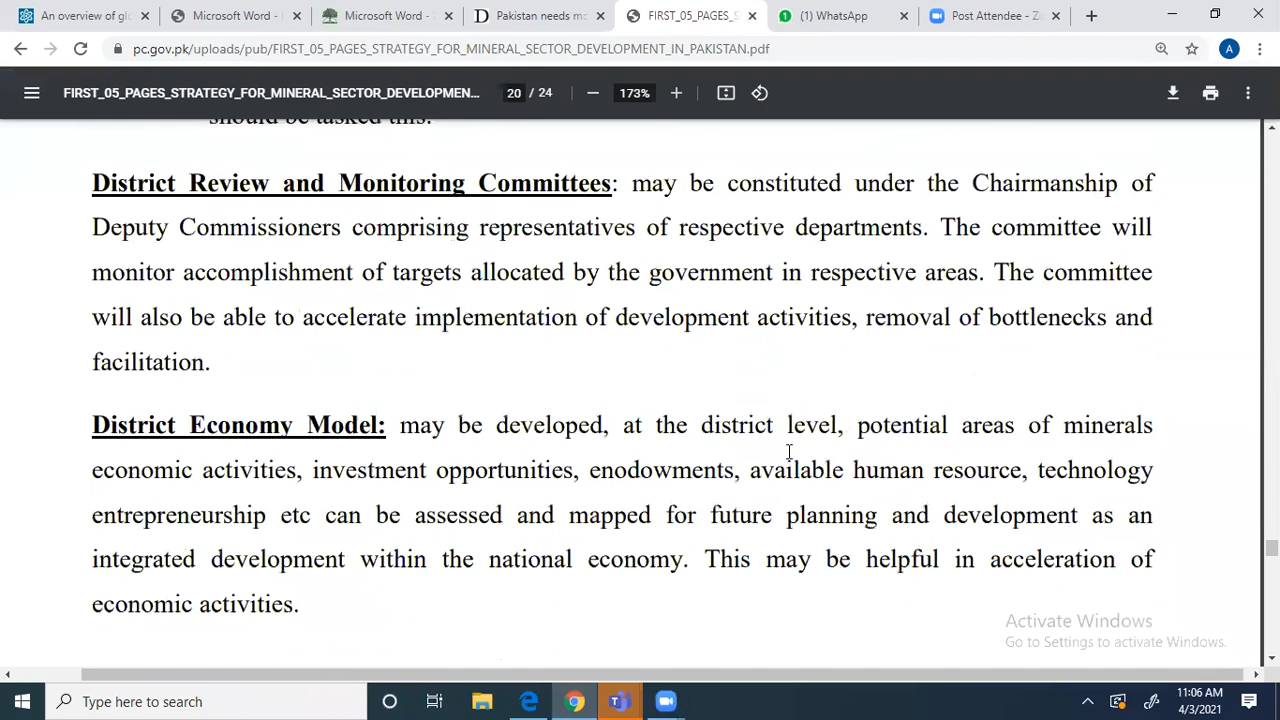 An overview of glo
Microsoft Word -
Microsoft Word -
Pakistan needs mo
FIRST_05_PAGES_S
(1) WhatsApp
Post Attendee - Z
pc.gov.pk/uploads/pub/FIRST_05_PAGES_STRATEGY_FOR_MINERAL_SECTOR_DEVELOPMENT_IN_PAKISTAN.pdf
A
FIRST_05_PAGES_STRATEGY_FOR_MINERAL_SECTOR_DEVELOPMEN... 20 / 24 173%
should be tasked this.
District Review and Monitoring Committees: may be constituted under the Chairmanship of
Deputy Commissioners comprising representatives of respective departments. The committee will
monitor accomplishment of targets allocated by the government in respective areas. The committee
will also be able to accelerate implementation of development activities, removal of bottlenecks and
facilitation.
District Economy Model: may be developed, at the district level, potential areas of minerals
economic activities, investment opportunities, enodowments, available human resource, technology
entrepreneurship etc can be assessed and mapped for future planning and development as an
integrated development within the national economy. This may be helpful in acceleration of
economic activities.
Activate Windows
Go to Settings to activate Windows.
Type here to search
11:06 AM
4/3/2021